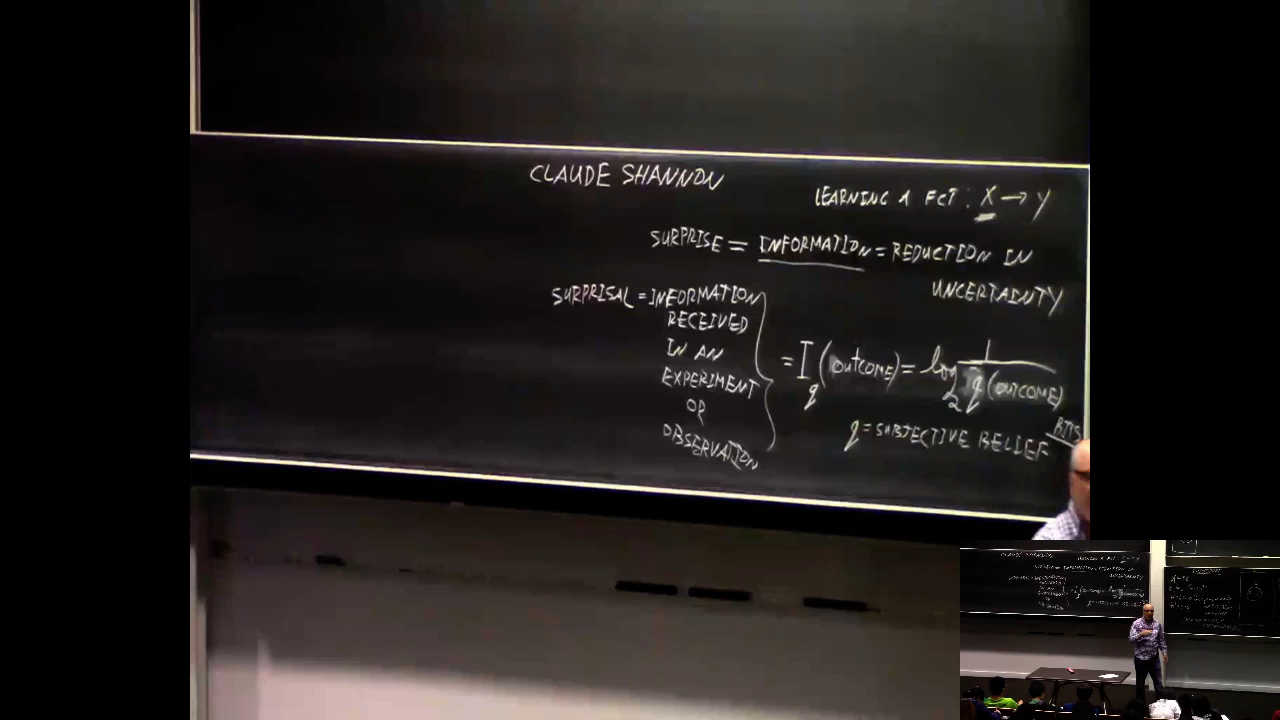 CLAUDE SHANNON
LEARNING A FCT: X → Y
SURPRISE = INFORMATION = REDUCTION IN
UNCERTAINTY
SURPRISAL = INFORMATION
RECEIVED
IN AN
EXPERIMENT
OR
OBSERVATION
= I_q (OUTCOME) = log_2 1/q(OUTCOME)
BITS
q = SUBJECTIVE BELIEF